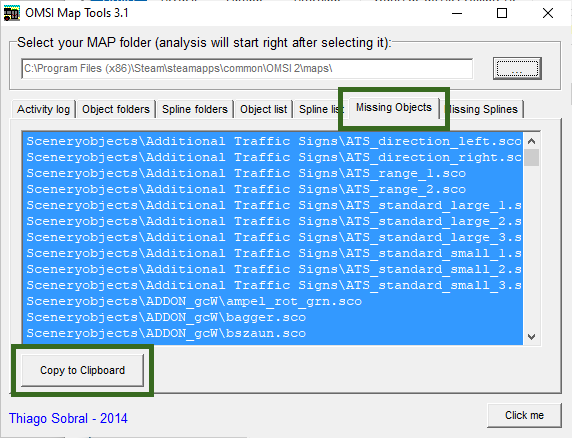 OMSI Map Tools 3.1
Select your MAP folder (analysis will start right after selecting it):
C:\Program Files (x86)\Steam\steamapps\common\OMSI 2\maps\
...
Activity log Object folders Spline folders Object list Spline list Missing Objects Missing Splines
Sceneryobjects\Additional Traffic Signs\ATS_direction_left.sco
Sceneryobjects\Additional Traffic Signs\ATS_direction_right.sc
Sceneryobjects\Additional Traffic Signs\ATS_range_1.sco
Sceneryobjects\Additional Traffic Signs\ATS_range_2.sco
Sceneryobjects\Additional Traffic Signs\ATS_standard_large_1.s
Sceneryobjects\Additional Traffic Signs\ATS_standard_large_2.s
Sceneryobjects\Additional Traffic Signs\ATS_standard_large_3.s
Sceneryobjects\Additional Traffic Signs\ATS_standard_small_1.s
Sceneryobjects\Additional Traffic Signs\ATS_standard_small_2.s
Sceneryobjects\Additional Traffic Signs\ATS_standard_small_3.s
Sceneryobjects\ADDON_gcW\ampel_rot_grn.sco
Sceneryobjects\ADDON_gcW\bagger.sco
Sceneryobjects\ADDON_gcW\bszaun.sco
Copy to Clipboard
Thiago Sobral - 2014
Click me